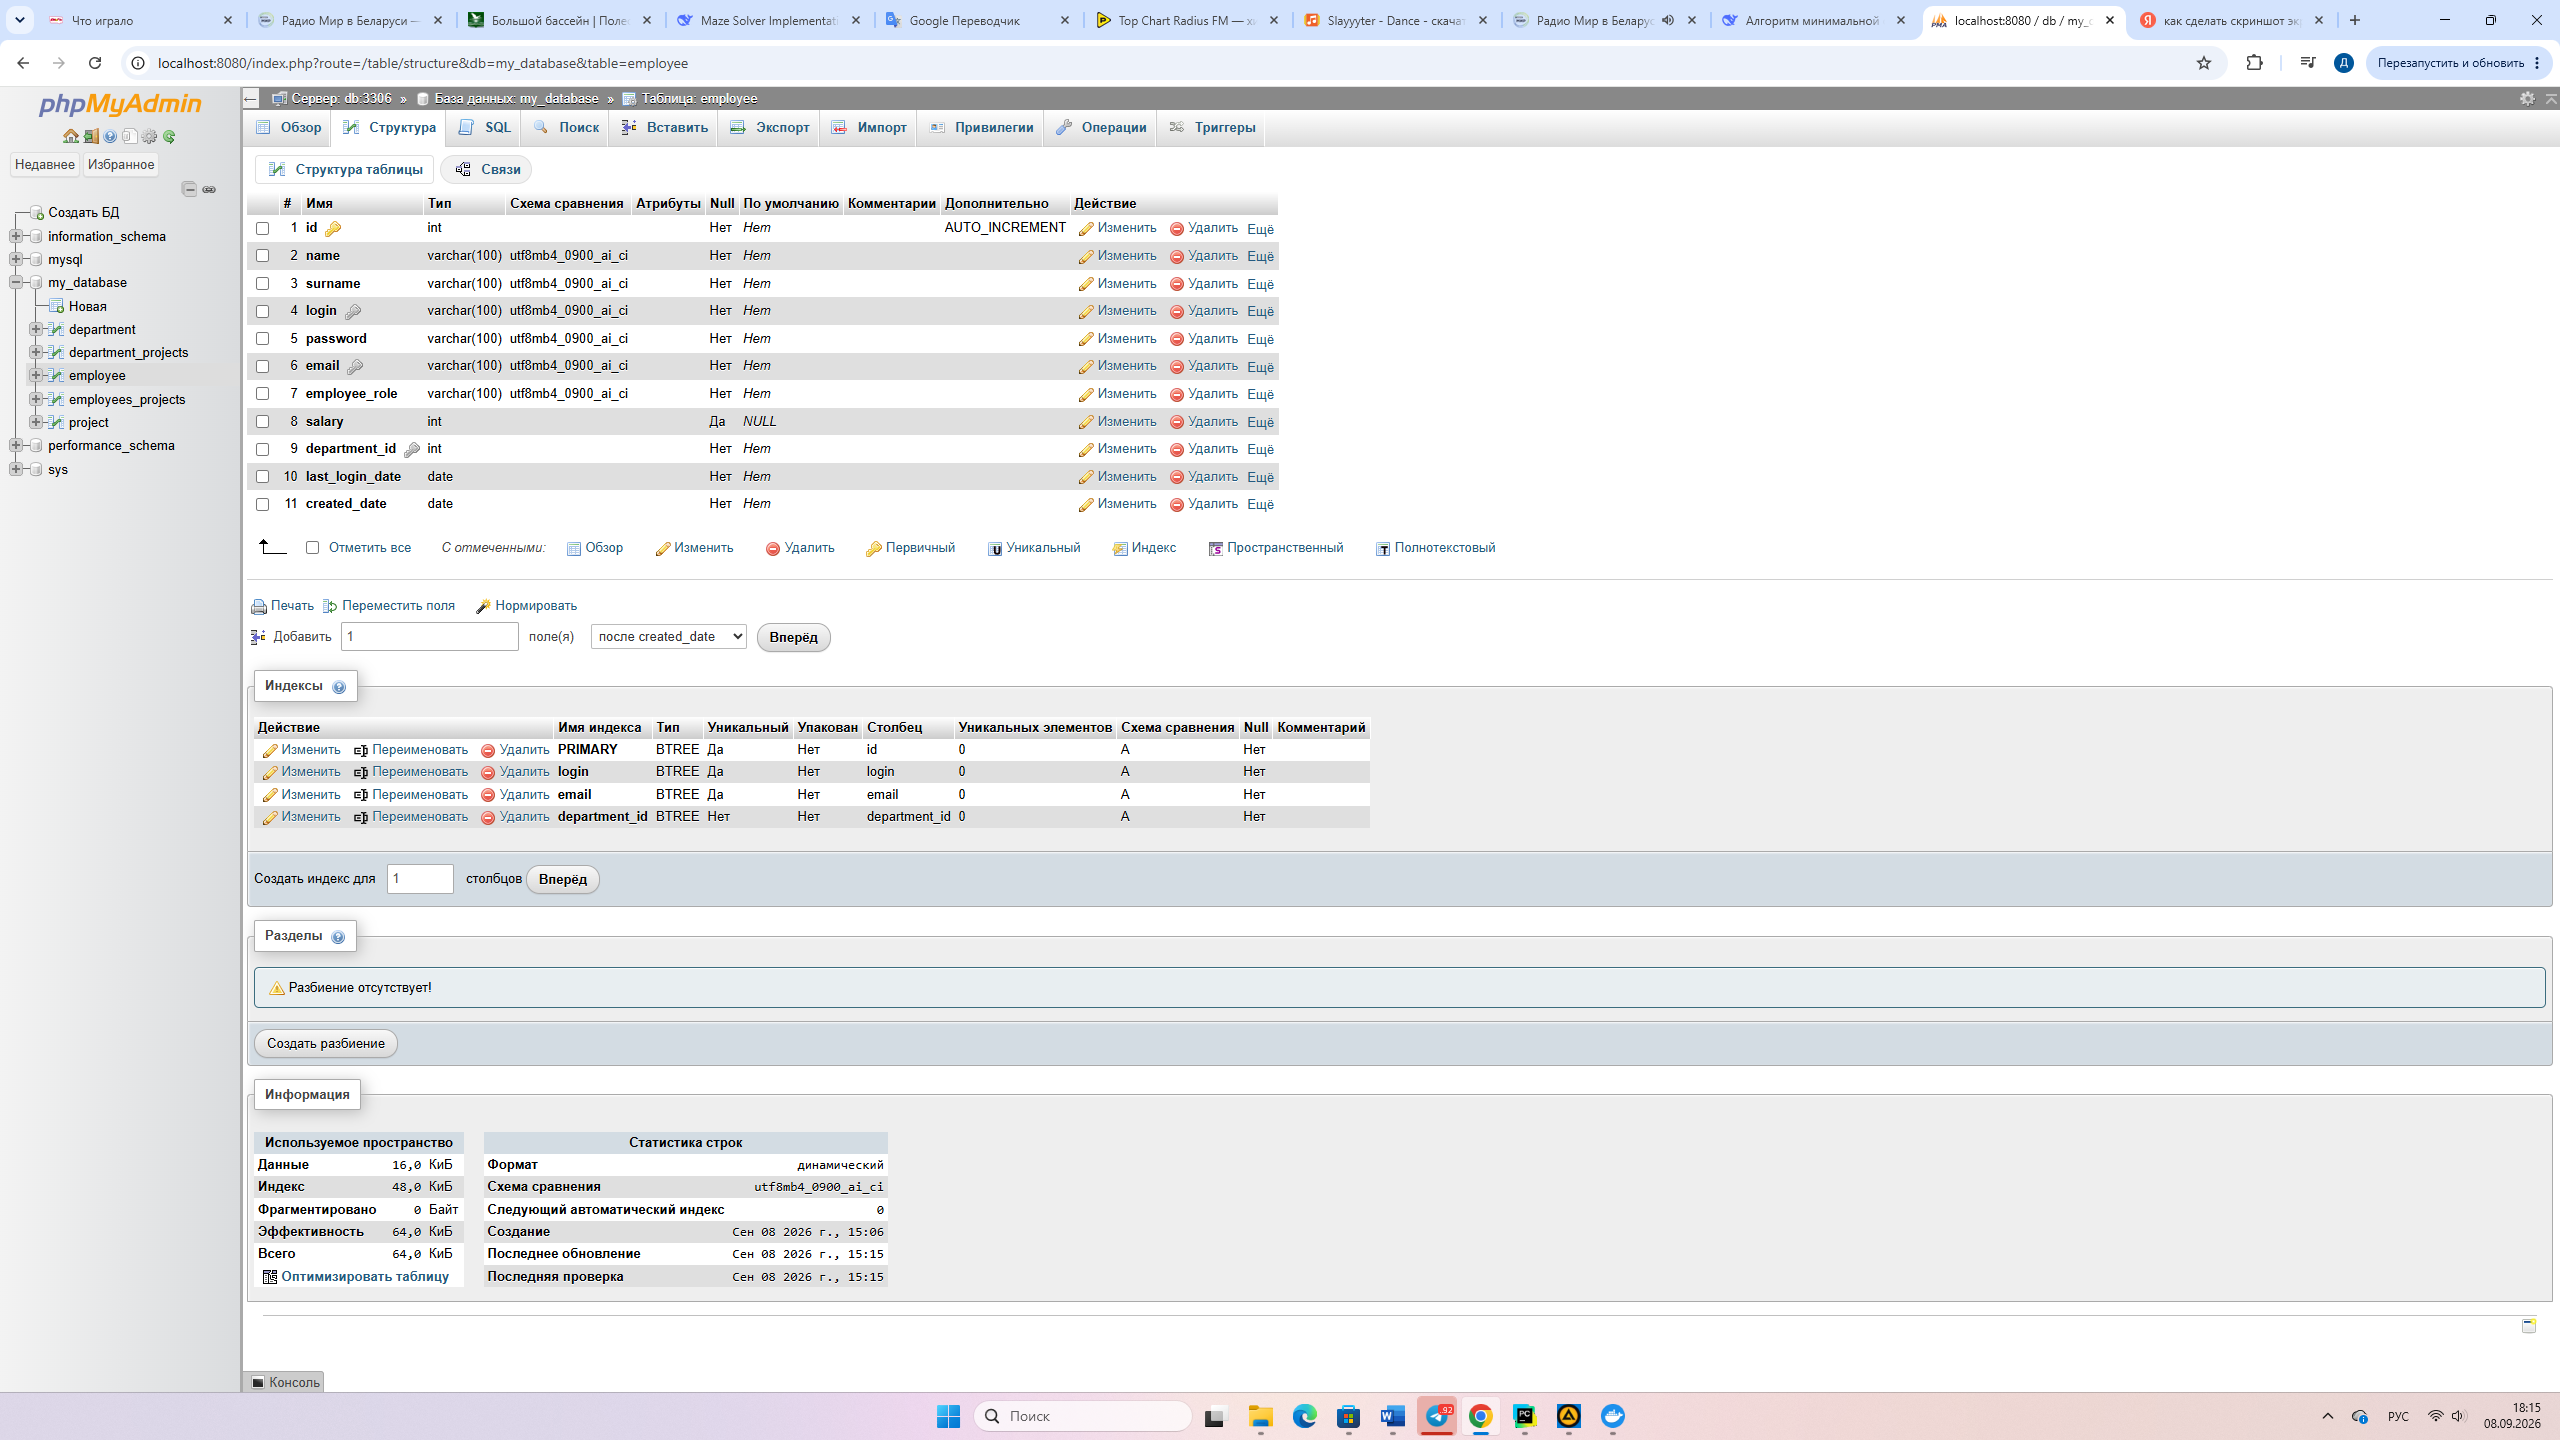 Что играло
Радио Мир в Беларуси —
Большой бассейн | Поле
Maze Solver Implementati
Google Переводчик
Top Chart Radius FM — х
Slayyyter - Dance - скачат
Радио Мир в Беларус
Алгоритм минимальной
localhost:8080 / db / my_
как сделать скриншот эк
localhost:8080/index.php?route=/table/structure&db=my_database&table=employee
Д
Перезапустить и обновить
phpMyAdmin
Недавнее Избранное
Создать БД
information_schema
mysql
my_database
Новая
department
department_projects
employee
employees_projects
project
performance_schema
sys
Сервер: db:3306 » База данных: my_database » Таблица: employee
Обзор Структура SQL Поиск Вставить Экспорт Импорт Привилегии Операции Триггеры
Структура таблицы Связи
# Имя Тип Схема сравнения Атрибуты Null По умолчанию Комментарии Дополнительно Действие
1 id int Нет Нет AUTO_INCREMENT Изменить Удалить Ещё
2 name varchar(100) utf8mb4_0900_ai_ci Нет Нет Изменить Удалить Ещё
3 surname varchar(100) utf8mb4_0900_ai_ci Нет Нет Изменить Удалить Ещё
4 login varchar(100) utf8mb4_0900_ai_ci Нет Нет Изменить Удалить Ещё
5 password varchar(100) utf8mb4_0900_ai_ci Нет Нет Изменить Удалить Ещё
6 email varchar(100) utf8mb4_0900_ai_ci Нет Нет Изменить Удалить Ещё
7 employee_role varchar(100) utf8mb4_0900_ai_ci Нет Нет Изменить Удалить Ещё
8 salary int Да NULL Изменить Удалить Ещё
9 department_id int Нет Нет Изменить Удалить Ещё
10 last_login_date date Нет Нет Изменить Удалить Ещё
11 created_date date Нет Нет Изменить Удалить Ещё
Отметить все С отмеченными: Обзор Изменить Удалить Первичный Уникальный Индекс Пространственный Полнотекстовый
Печать Переместить поля Нормировать
Добавить 1 поле(я) после created_date Вперёд
Индексы
Действие Имя индекса Тип Уникальный Упакован Столбец Уникальных элементов Схема сравнения Null Комментарий
Изменить Переименовать Удалить PRIMARY BTREE Да Нет id 0 A Нет
Изменить Переименовать Удалить login BTREE Да Нет login 0 A Нет
Изменить Переименовать Удалить email BTREE Да Нет email 0 A Нет
Изменить Переименовать Удалить department_id BTREE Нет Нет department_id 0 A Нет
Создать индекс для 1 столбцов Вперёд
Разделы
Разбиение отсутствует!
Создать разбиение
Информация
Используемое пространство
Данные 16,0 КиБ
Индекс 48,0 КиБ
Фрагментировано 0 Байт
Эффективность 64,0 КиБ
Всего 64,0 КиБ
Оптимизировать таблицу
Статистика строк
Формат динамический
Схема сравнения utf8mb4_0900_ai_ci
Следующий автоматический индекс 0
Создание Сен 08 2026 г., 15:06
Последнее обновление Сен 08 2026 г., 15:15
Последняя проверка Сен 08 2026 г., 15:15
Консоль
Поиск
92
РУС
18:15
08.09.2026